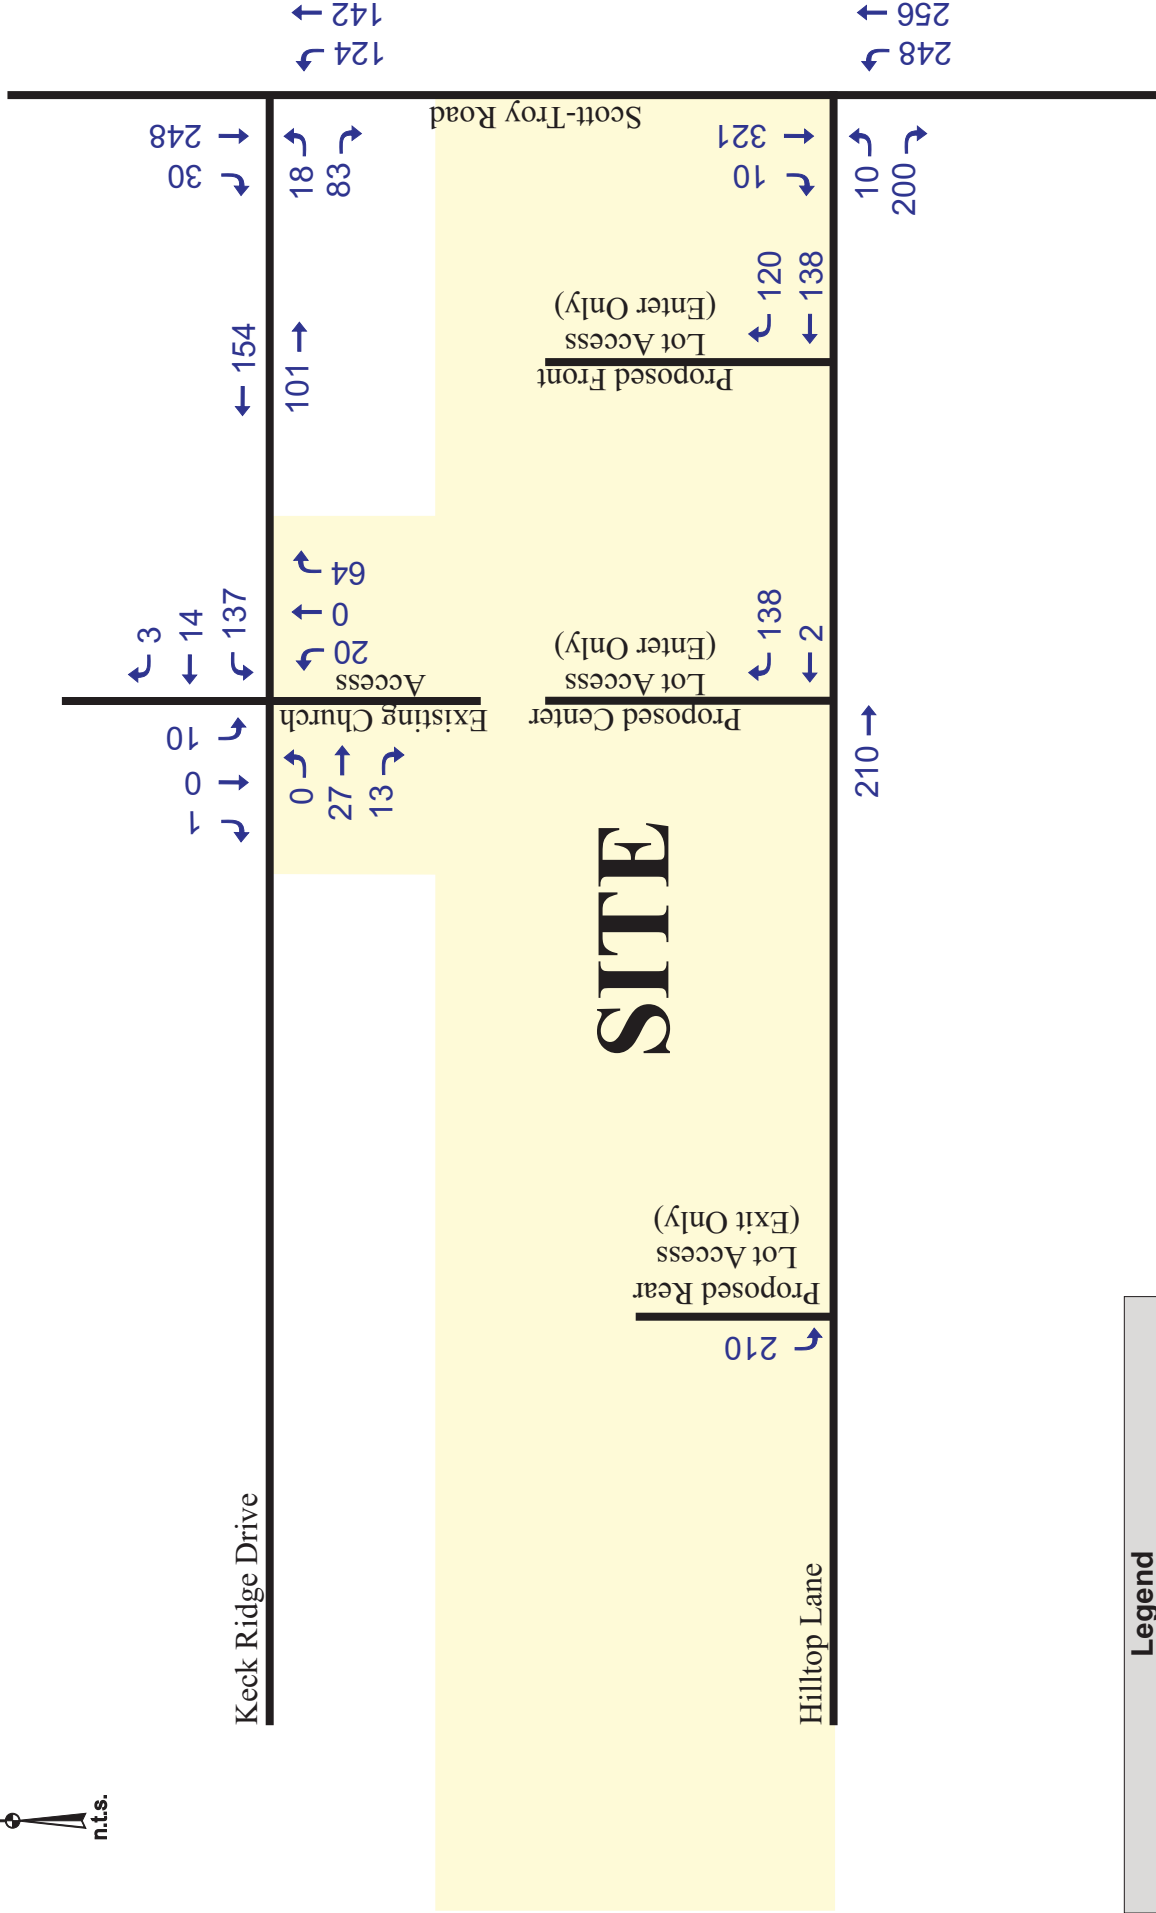 n.t.s.
Keck Ridge Drive
Hilltop Lane
Scott-Troy Road
SITE
Legend
Existing Church
Access
Proposed Center
Lot Access
(Enter Only)
Proposed Front
Lot Access
(Enter Only)
Proposed Rear
Lot Access
(Exit Only)
1
0
10
3
14
137
0
27
13
20
0
64
154
101
30
248
18
83
124
142
210
210
138
2
120
138
10
321
10
200
248
256